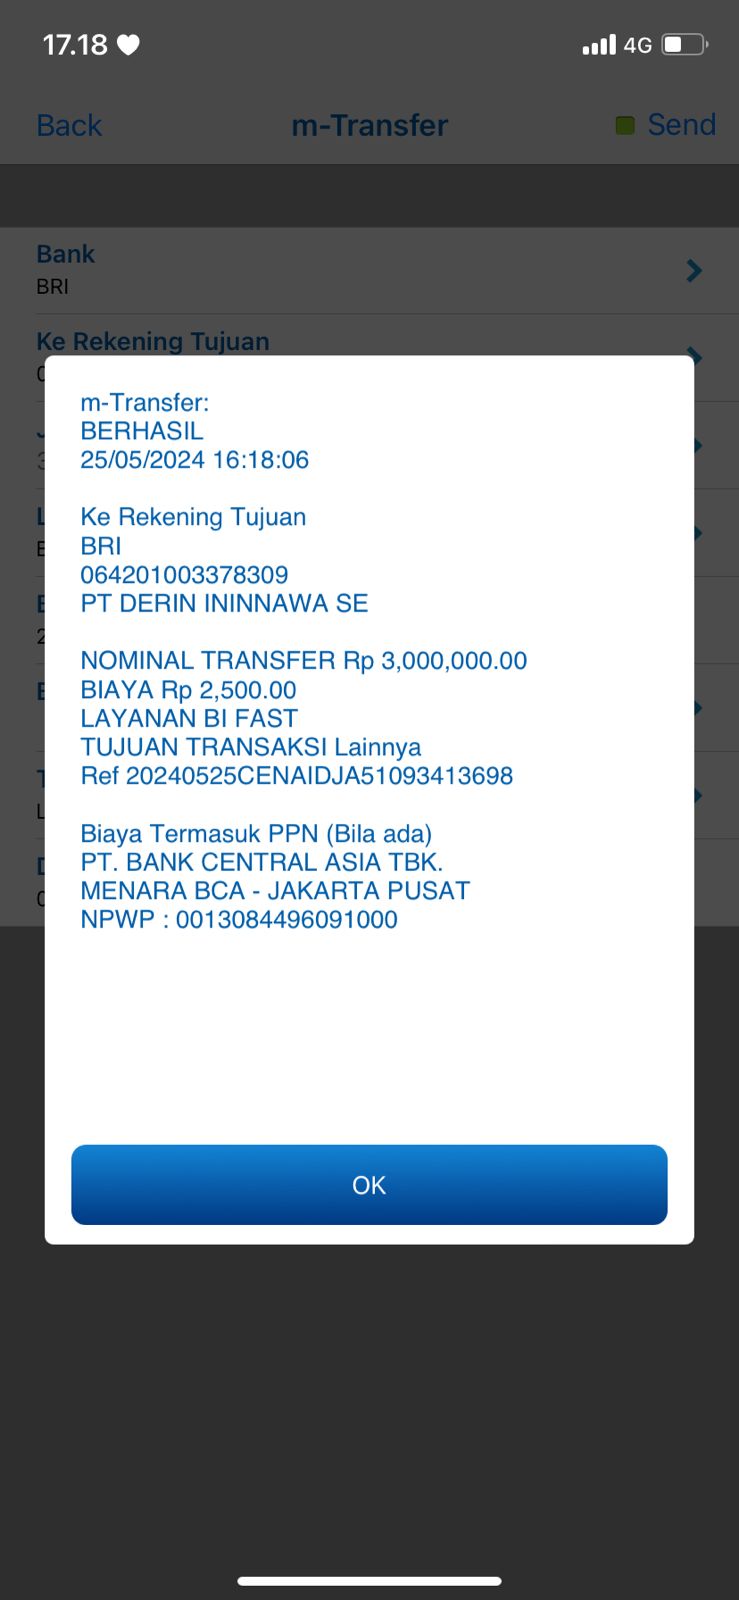 17.18
4G
Back
m-Transfer
Send
Bank
BRI
Ke Rekening Tujuan
m-Transfer:
BERHASIL
25/05/2024 16:18:06
Ke Rekening Tujuan
BRI
064201003378309
PT DERIN ININNAWA SE
NOMINAL TRANSFER Rp 3,000,000.00
BIAYA Rp 2,500.00
LAYANAN BI FAST
TUJUAN TRANSAKSI Lainnya
Ref 20240525CENAIDJA51093413698
Biaya Termasuk PPN (Bila ada)
PT. BANK CENTRAL ASIA TBK.
MENARA BCA - JAKARTA PUSAT
NPWP : 0013084496091000
OK